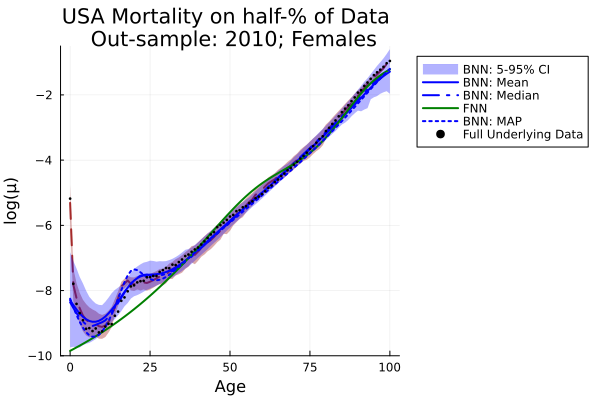 USA Mortality on half-% of Data
Out-sample: 2010; Females
BNN: 5-95% CI
BNN: Mean
BNN: Median
FNN
BNN: MAP
Full Underlying Data
log(μ)
−2
−4
−6
−8
−10
0
25
50
75
100
Age